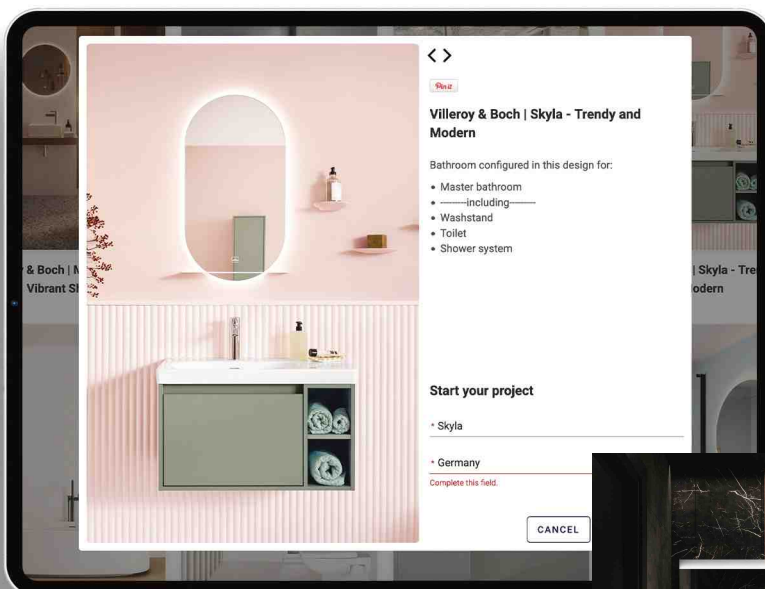 < >
Pin it
Villeroy & Boch | Skyla - Trendy and
Modern
Bathroom configured in this design for:
• Master bathroom
• --------including--------
• Washstand
• Toilet
• Shower system
Start your project
* Skyla
* Germany
Complete this field.
CANCEL
& Boch |
Vibrant
| Skyla - Tre
odern